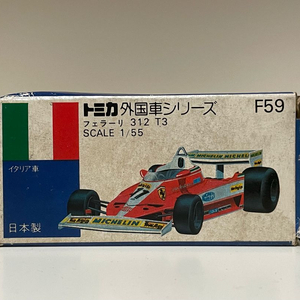 トミカ外国車シリーズ F59
フェラーリ 312 T3
SCALE 1/55
イタリア車
日本製
MICHELIN
MICHELIN